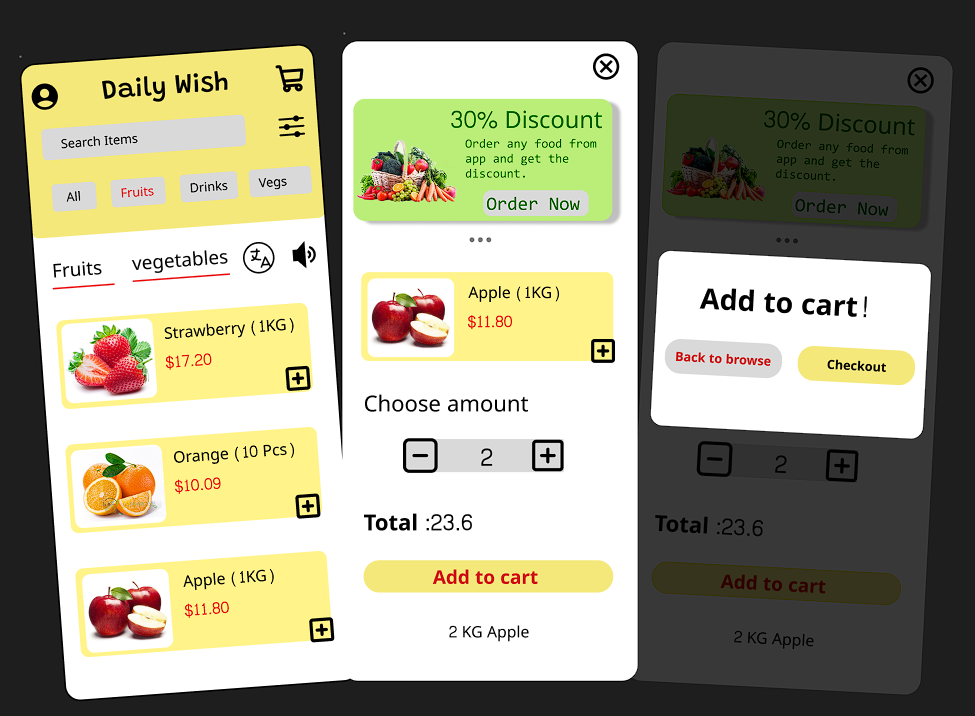 Daily Wish
Search Items
All
Fruits
Drinks
Vegs
Fruits
vegetables
Strawberry (1KG)
$17.20
Orange (10 Pcs)
$10.09
Apple (1KG)
$11.80
30% Discount
Order any food from
app and get the
discount.
Order Now
Apple (1KG)
$11.80
Choose amount
2
Total :23.6
Add to cart
2 KG Apple
30% Discount
Order any food from
app and get the
discount.
Order Now
Add to cart!
Back to browse
Checkout
2
Total :23.6
Add to cart
2 KG Apple